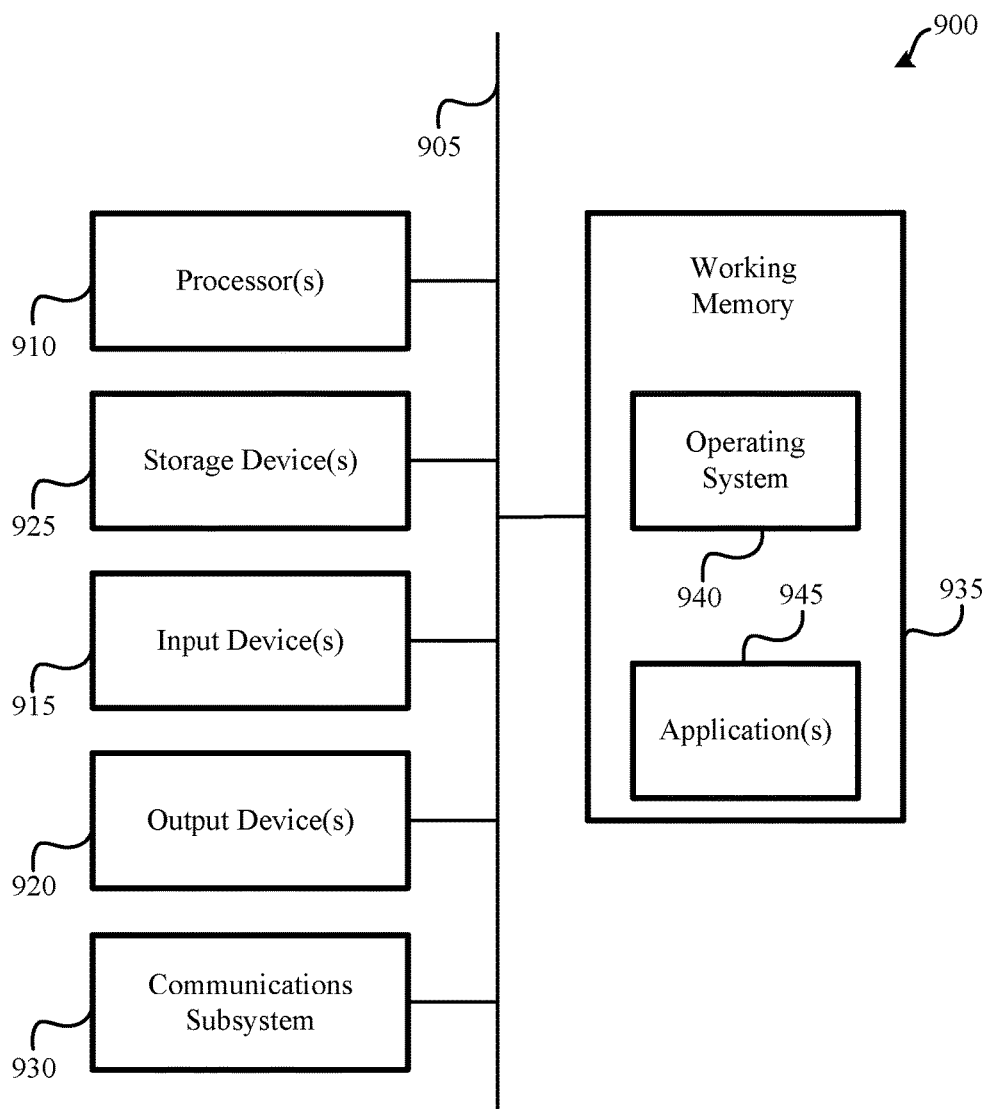 900
905
Processor(s)
910
Storage Device(s)
925
Input Device(s)
915
Output Device(s)
920
Communications
Subsystem
930
Working
Memory
Operating
System
940
945
935
Application(s)